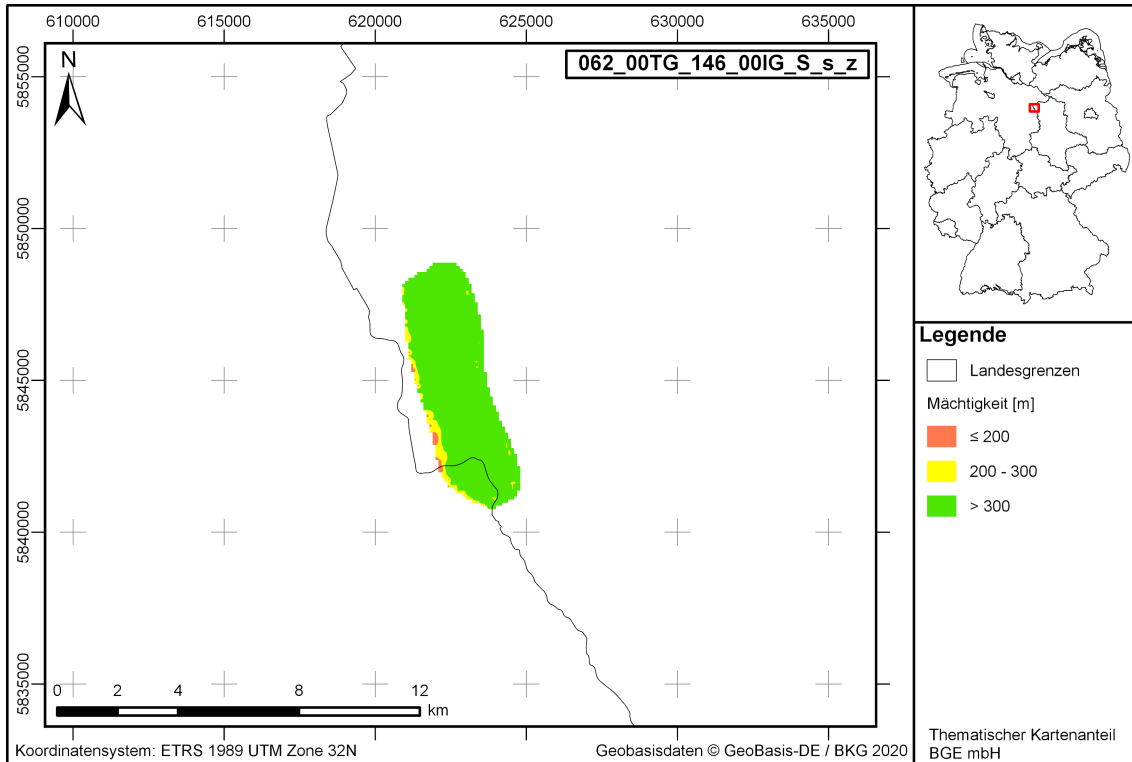 610000 615000 620000 625000 630000 635000
062_00TG_146_00IG_S_s_z
N
5855000
5850000
5845000
5840000
5835000
0 2 4 8 12
km
Koordinatensystem: ETRS 1989 UTM Zone 32N
Geobasisdaten © GeoBasis-DE / BKG 2020
Legende
Landesgrenzen
Mächtigkeit [m]
≤ 200
200 - 300
> 300
Thematischer Kartenanteil
BGE mbH